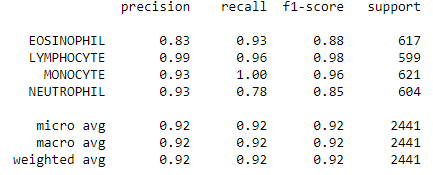 precision recall f1-score support
EOSINOPHIL 0.83 0.93 0.88 617
LYMPHOCYTE 0.99 0.96 0.98 599
MONOCYTE 0.93 1.00 0.96 621
NEUTROPHIL 0.93 0.78 0.85 604
micro avg 0.92 0.92 0.92 2441
macro avg 0.92 0.92 0.92 2441
weighted avg 0.92 0.92 0.92 2441